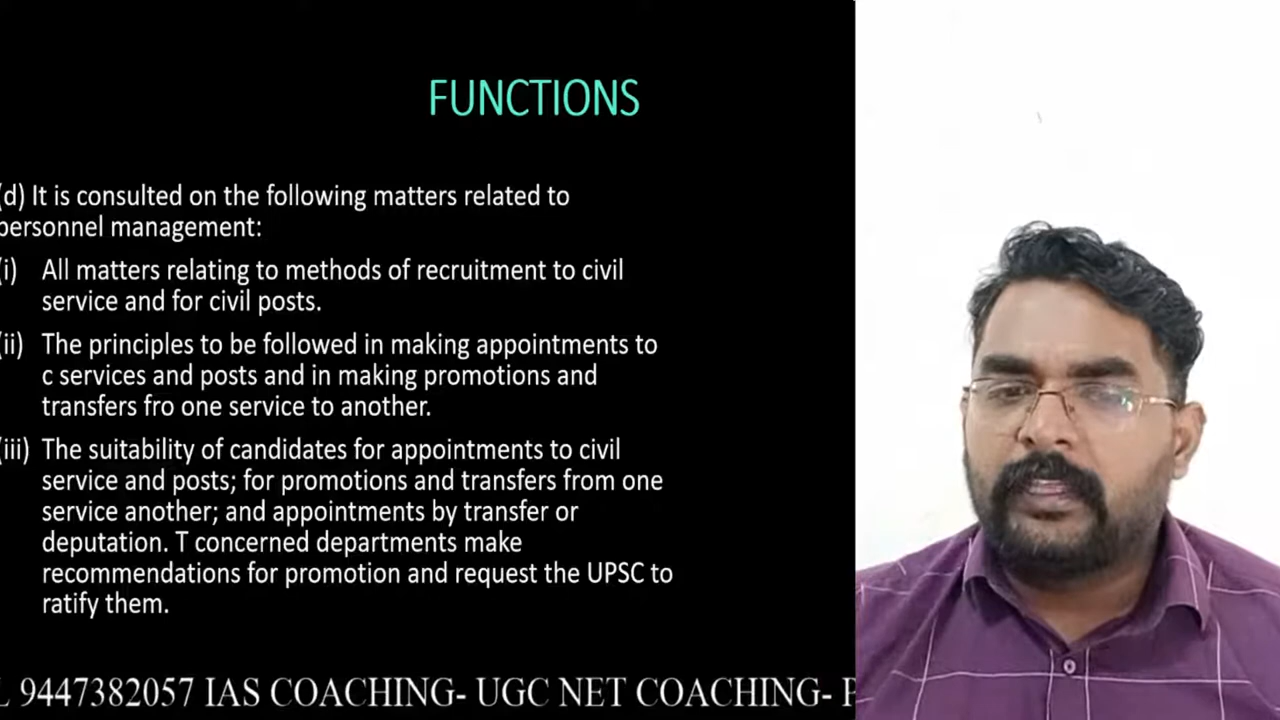 FUNCTIONS
(d) It is consulted on the following matters related to
personnel management:
(i) All matters relating to methods of recruitment to civil
service and for civil posts.
(ii) The principles to be followed in making appointments to
c services and posts and in making promotions and
transfers fro one service to another.
(iii) The suitability of candidates for appointments to civil
service and posts; for promotions and transfers from one
service another; and appointments by transfer or
deputation. T concerned departments make
recommendations for promotion and request the UPSC to
ratify them.
L 9447382057 IAS COACHING- UGC NET COACHING- P